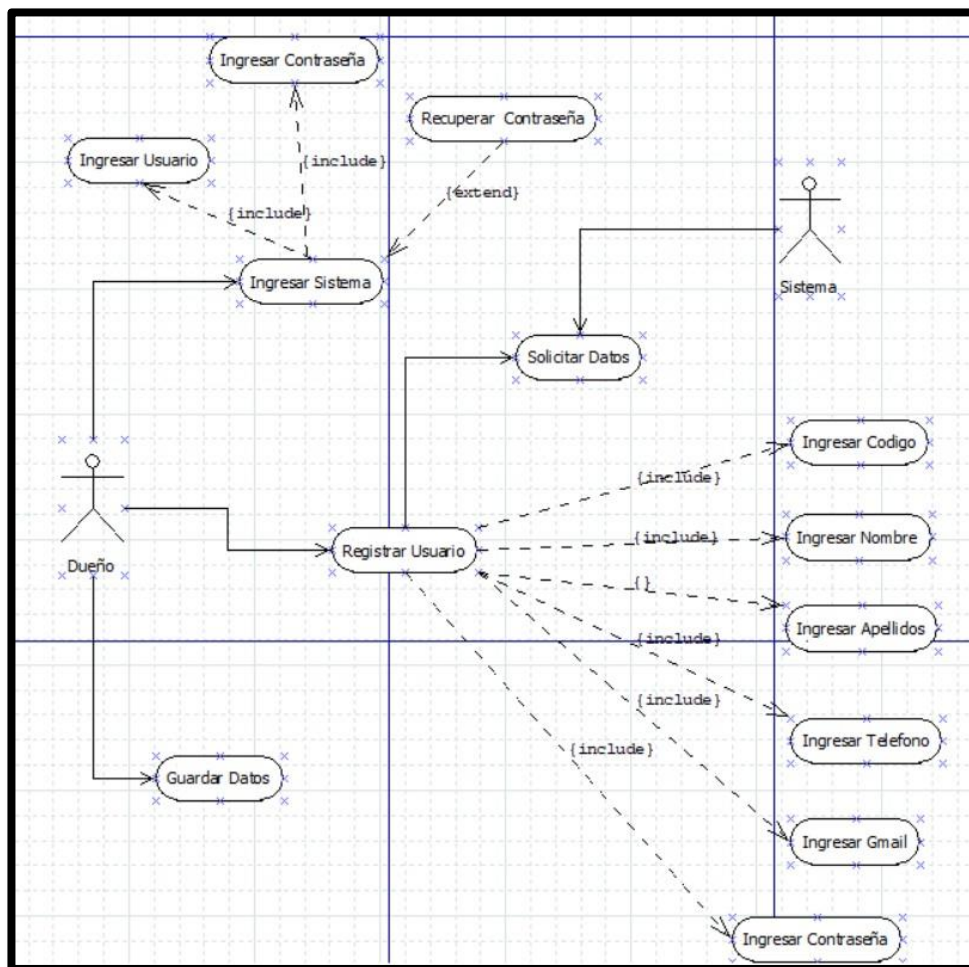 Ingresar Contraseña
Recuperar Contraseña
Ingresar Usuario
{include}
{extend}
{include}
Ingresar Sistema
Sistema
Solicitar Datos
Ingresar Codigo
{include}
Ingresar Nombre
{include}
Registrar Usuario
Dueño
{}
Ingresar Apellidos
{include}
{include}
Ingresar Telefono
{include}
Guardar Datos
Ingresar Gmail
Ingresar Contraseña